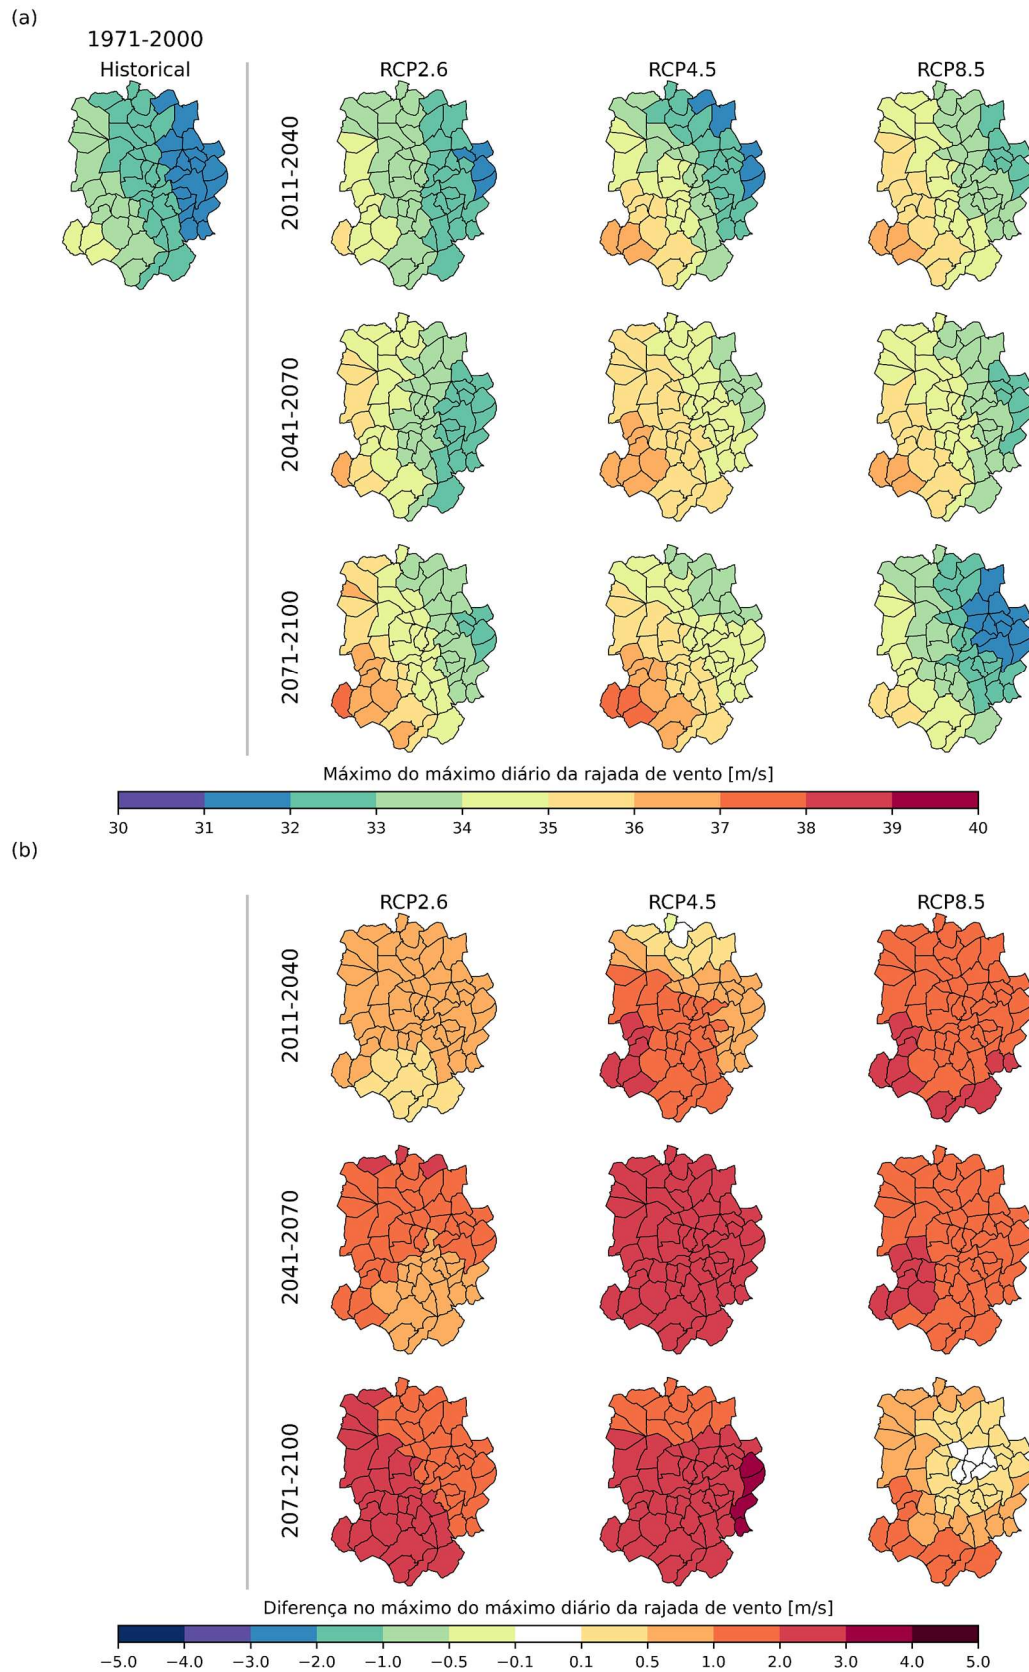 (a)
1971-2000
Historical
RCP2.6
RCP4.5
RCP8.5
2011-2040
2041-2070
2071-2100
Máximo do máximo diário da rajada de vento [m/s]
30 31 32 33 34 35 36 37 38 39 40
(b)
RCP2.6
RCP4.5
RCP8.5
2011-2040
2041-2070
2071-2100
Diferença no máximo do máximo diário da rajada de vento [m/s]
−5.0 −4.0 −3.0 −2.0 −1.0 −0.5 −0.1 0.1 0.5 1.0 2.0 3.0 4.0 5.0